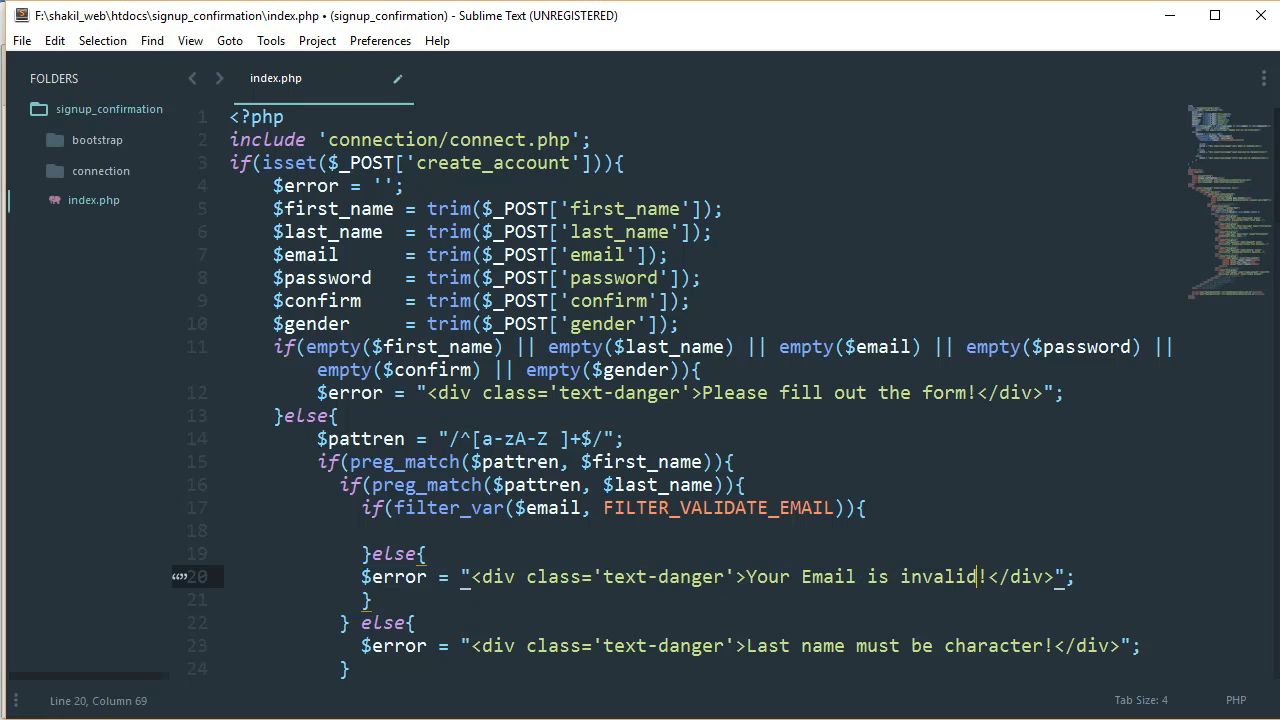 F:\shakil_web\htdocs\signup_confirmation\index.php • (signup_confirmation) - Sublime Text (UNREGISTERED)
File Edit Selection Find View Goto Tools Project Preferences Help
FOLDERS
signup_confirmation
bootstrap
connection
index.php
index.php
1 <?php
2 include 'connection/connect.php';
3 if(isset($_POST['create_account'])){
4 $error = '';
5 $first_name = trim($_POST['first_name']);
6 $last_name = trim($_POST['last_name']);
7 $email = trim($_POST['email']);
8 $password = trim($_POST['password']);
9 $confirm = trim($_POST['confirm']);
10 $gender = trim($_POST['gender']);
11 if(empty($first_name) || empty($last_name) || empty($email) || empty($password) ||
empty($confirm) || empty($gender)){
12 $error = "<div class='text-danger'>Please fill out the form!</div>";
13 }else{
14 $pattren = "/^[a-zA-Z ]+$/";
15 if(preg_match($pattren, $first_name)){
16 if(preg_match($pattren, $last_name)){
17 if(filter_var($email, FILTER_VALIDATE_EMAIL)){
18
19 }else{
20 $error = "<div class='text-danger'>Your Email is invalid!</div>";
21 }
22 } else{
23 $error = "<div class='text-danger'>Last name must be character!</div>";
24 }
Line 20, Column 69
Tab Size: 4
PHP